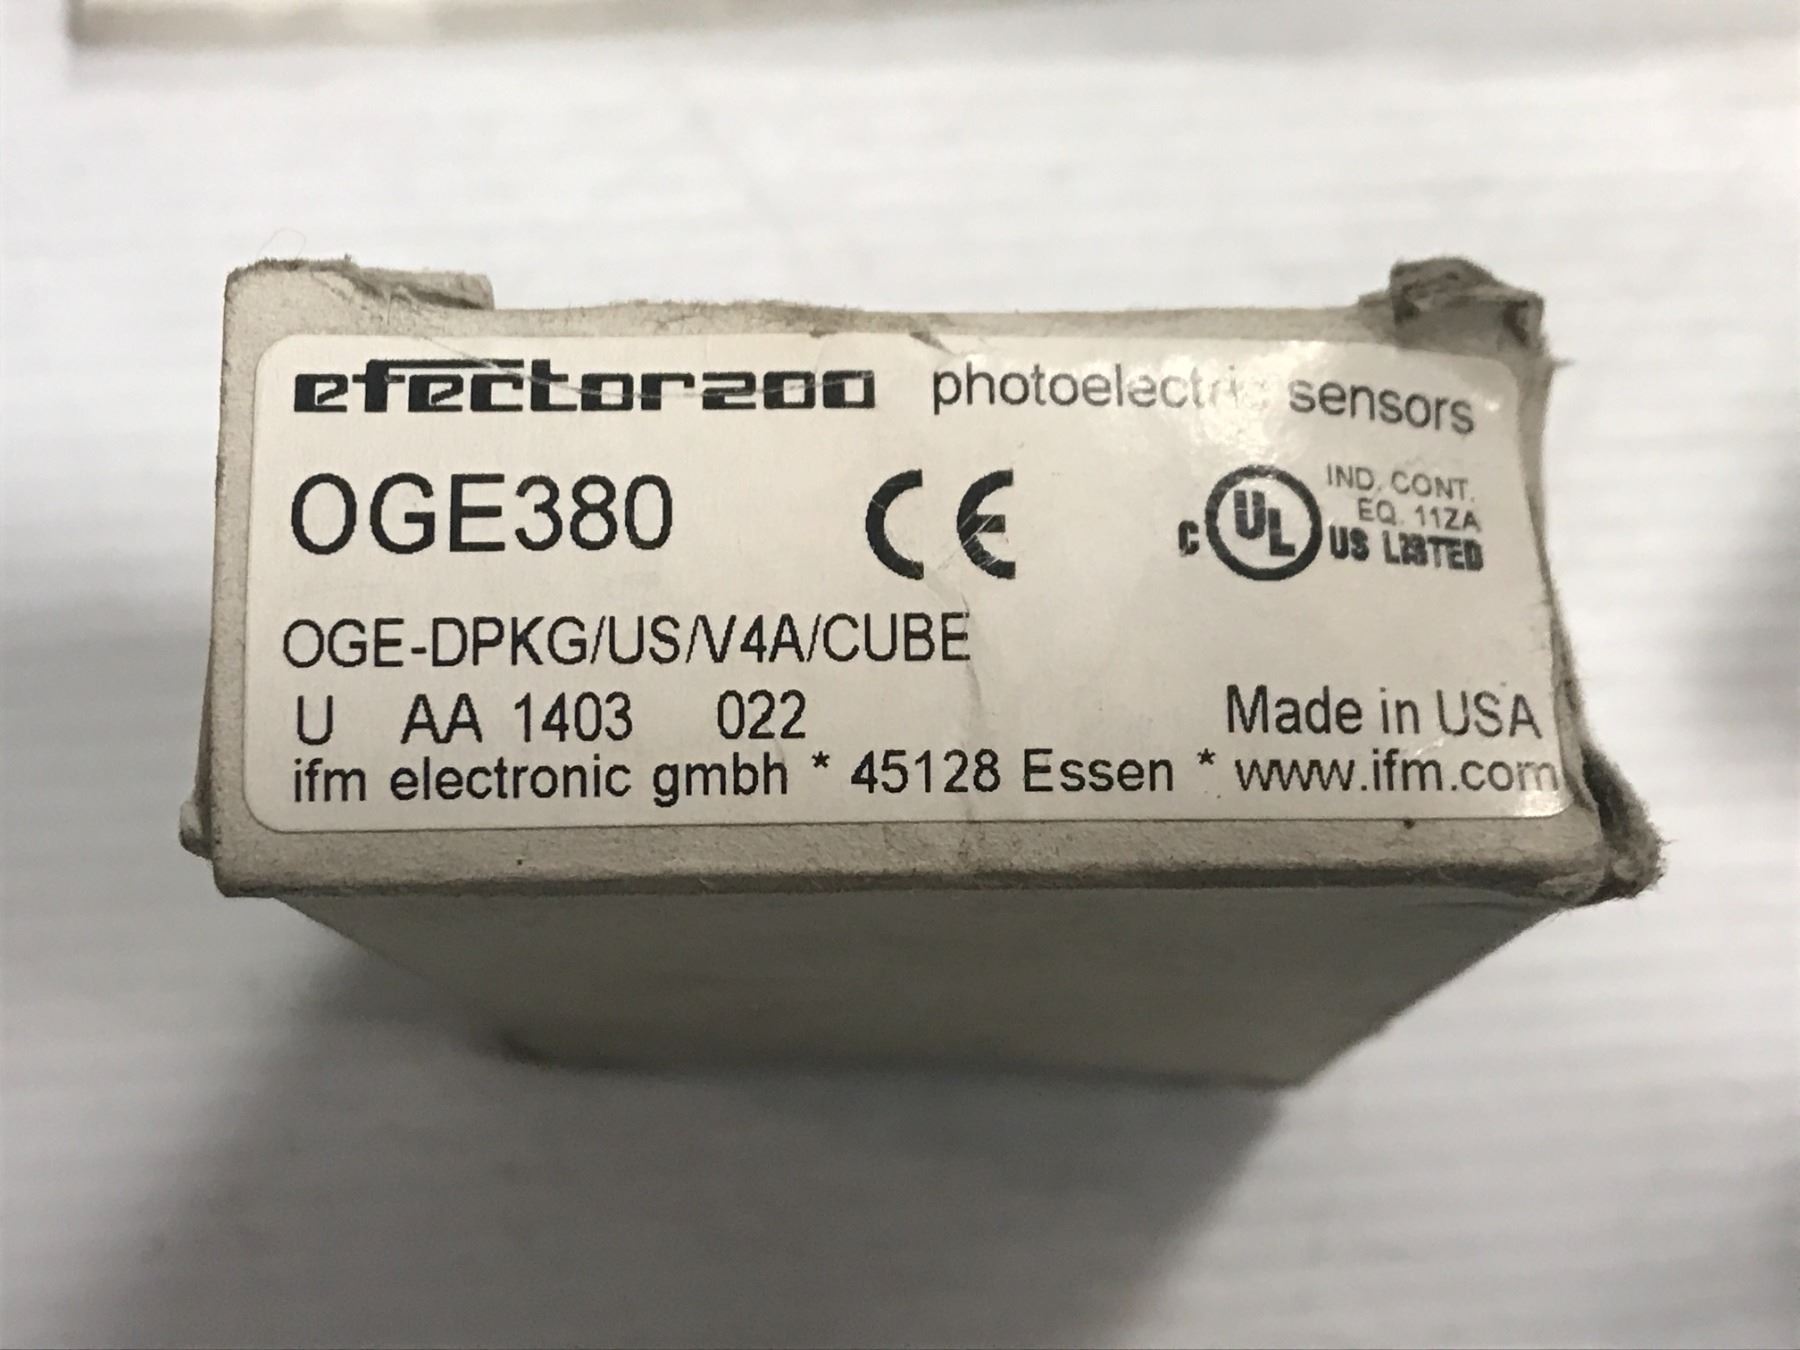 efector200 photoelectric sensors
OGE380 CE
IND. CONT.
EQ. 11ZA
C UL US LISTED
OGE-DPKG/US/V4A/CUBE
U AA 1403 022 Made in USA
ifm electronic gmbh * 45128 Essen * www.ifm.com